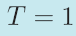 T = 1